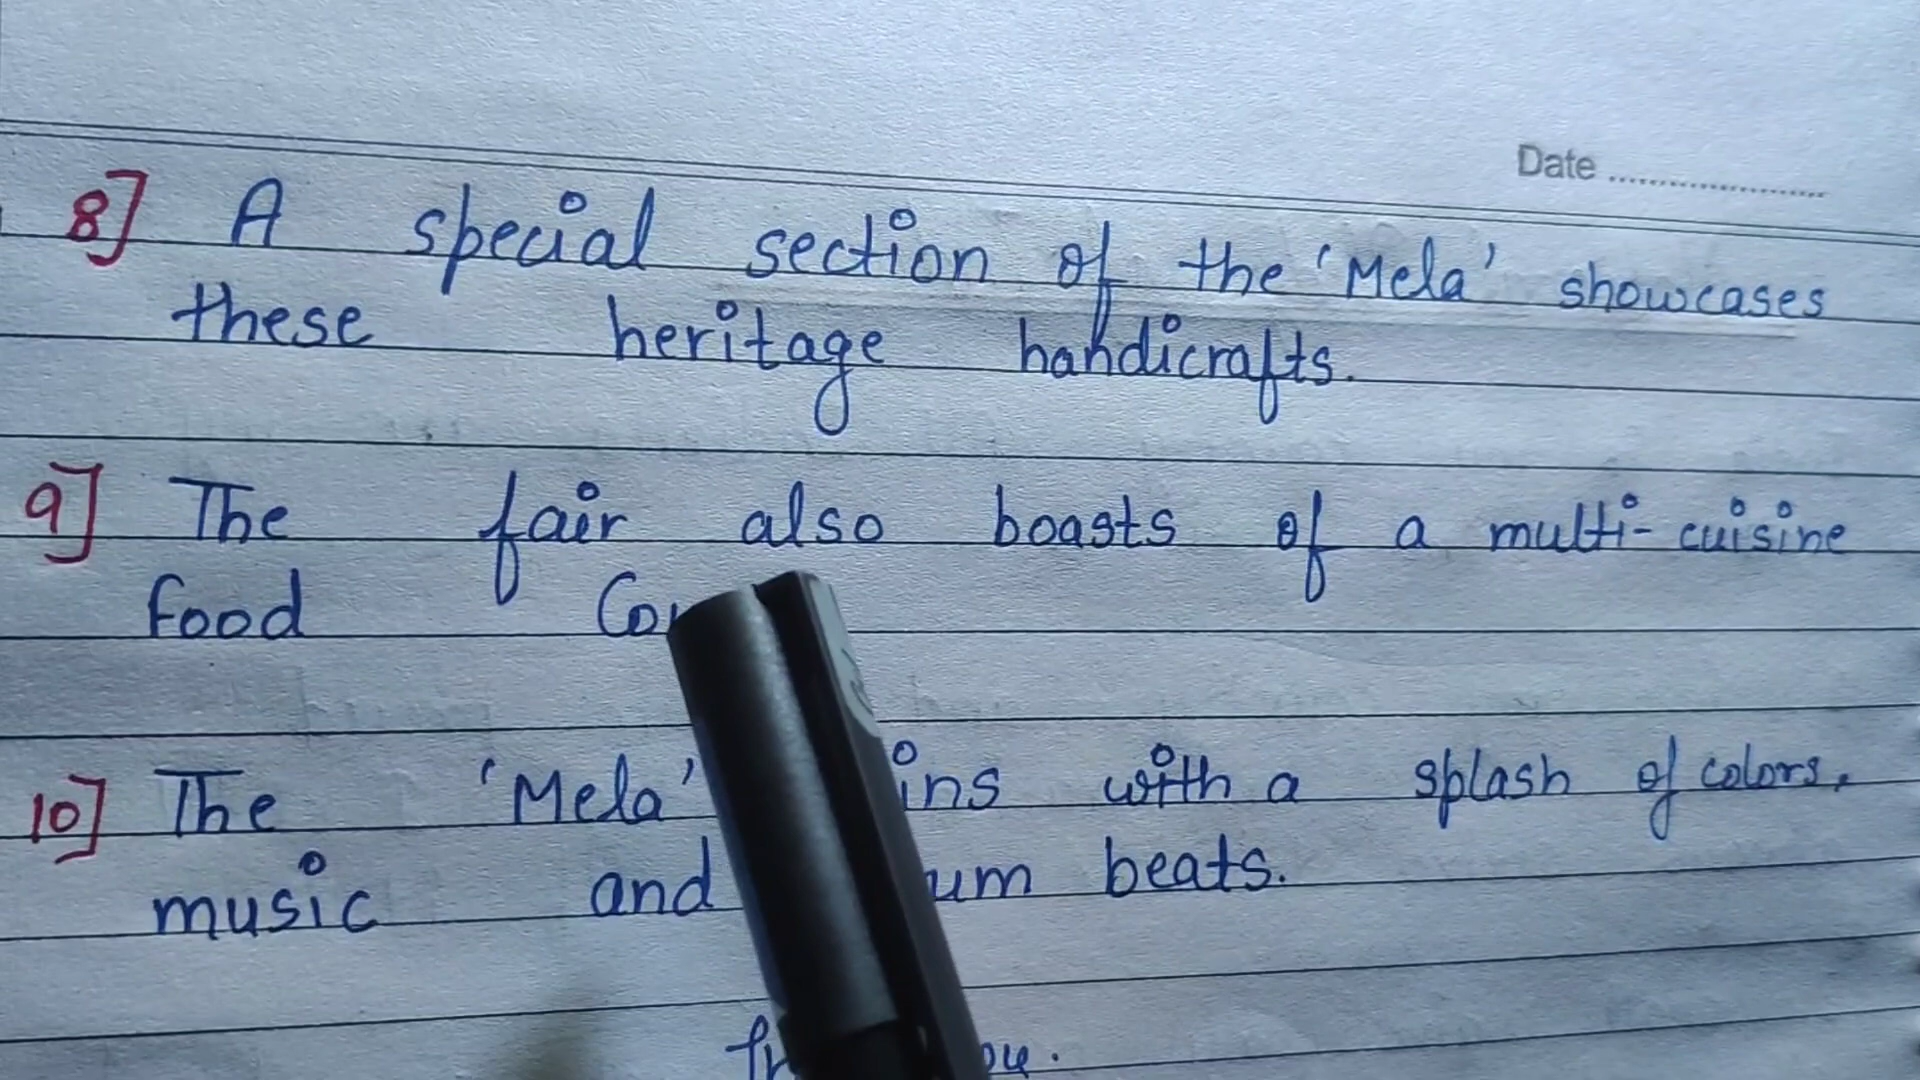 Date ....................
8] A special section of the 'Mela' showcases
these heritage handicrafts.
9] The fair also boasts of a multi-cuisine
food
10] The 'Mela' with a splash of colors,
music and beats.